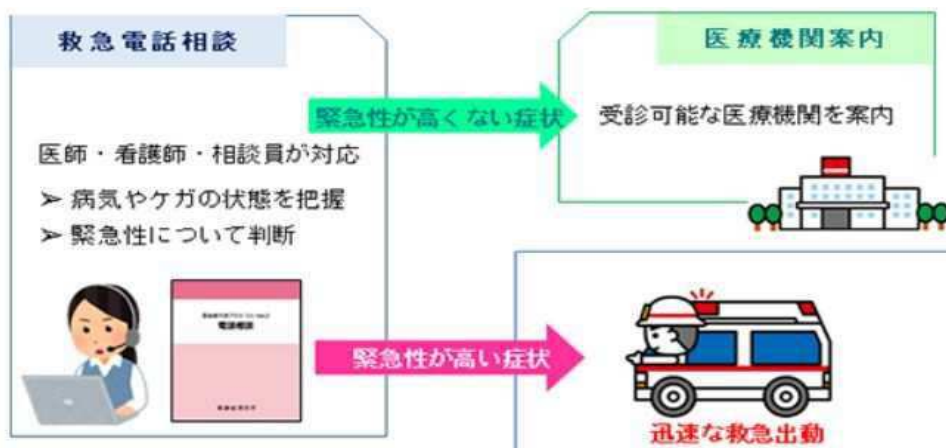 救急電話相談
医師・看護師・相談員が対応
➢ 病気やケガの状態を把握
➢ 緊急性について判断
電話相談
緊急性が高くない症状
医療機関案内
受診可能な医療機関を案内
緊急性が高い症状
迅速な救急出動